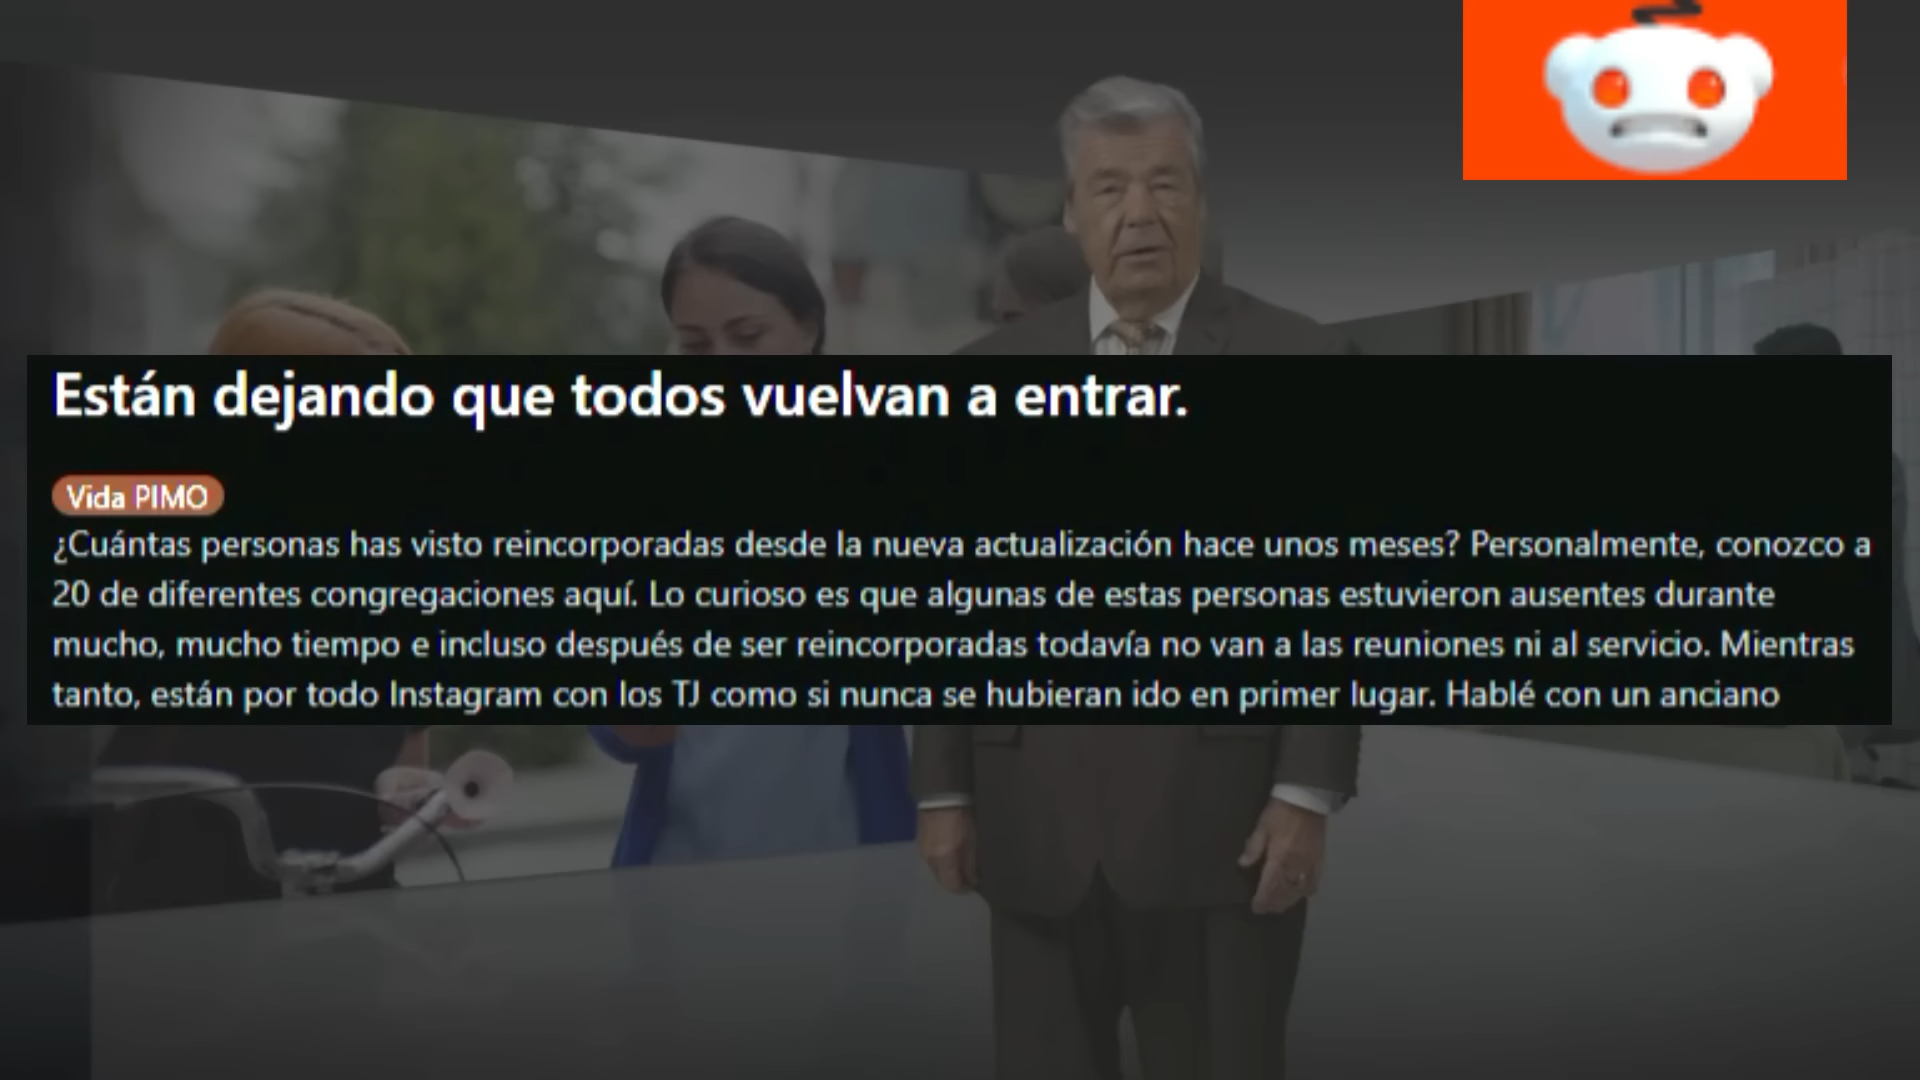 Están dejando que todos vuelvan a entrar.
Vida PIMO
¿Cuántas personas has visto reincorporadas desde la nueva actualización hace unos meses? Personalmente, conozco a
20 de diferentes congregaciones aquí. Lo curioso es que algunas de estas personas estuvieron ausentes durante
mucho, mucho tiempo e incluso después de ser reincorporadas todavía no van a las reuniones ni al servicio. Mientras
tanto, están por todo Instagram con los TJ como si nunca se hubieran ido en primer lugar. Hablé con un anciano